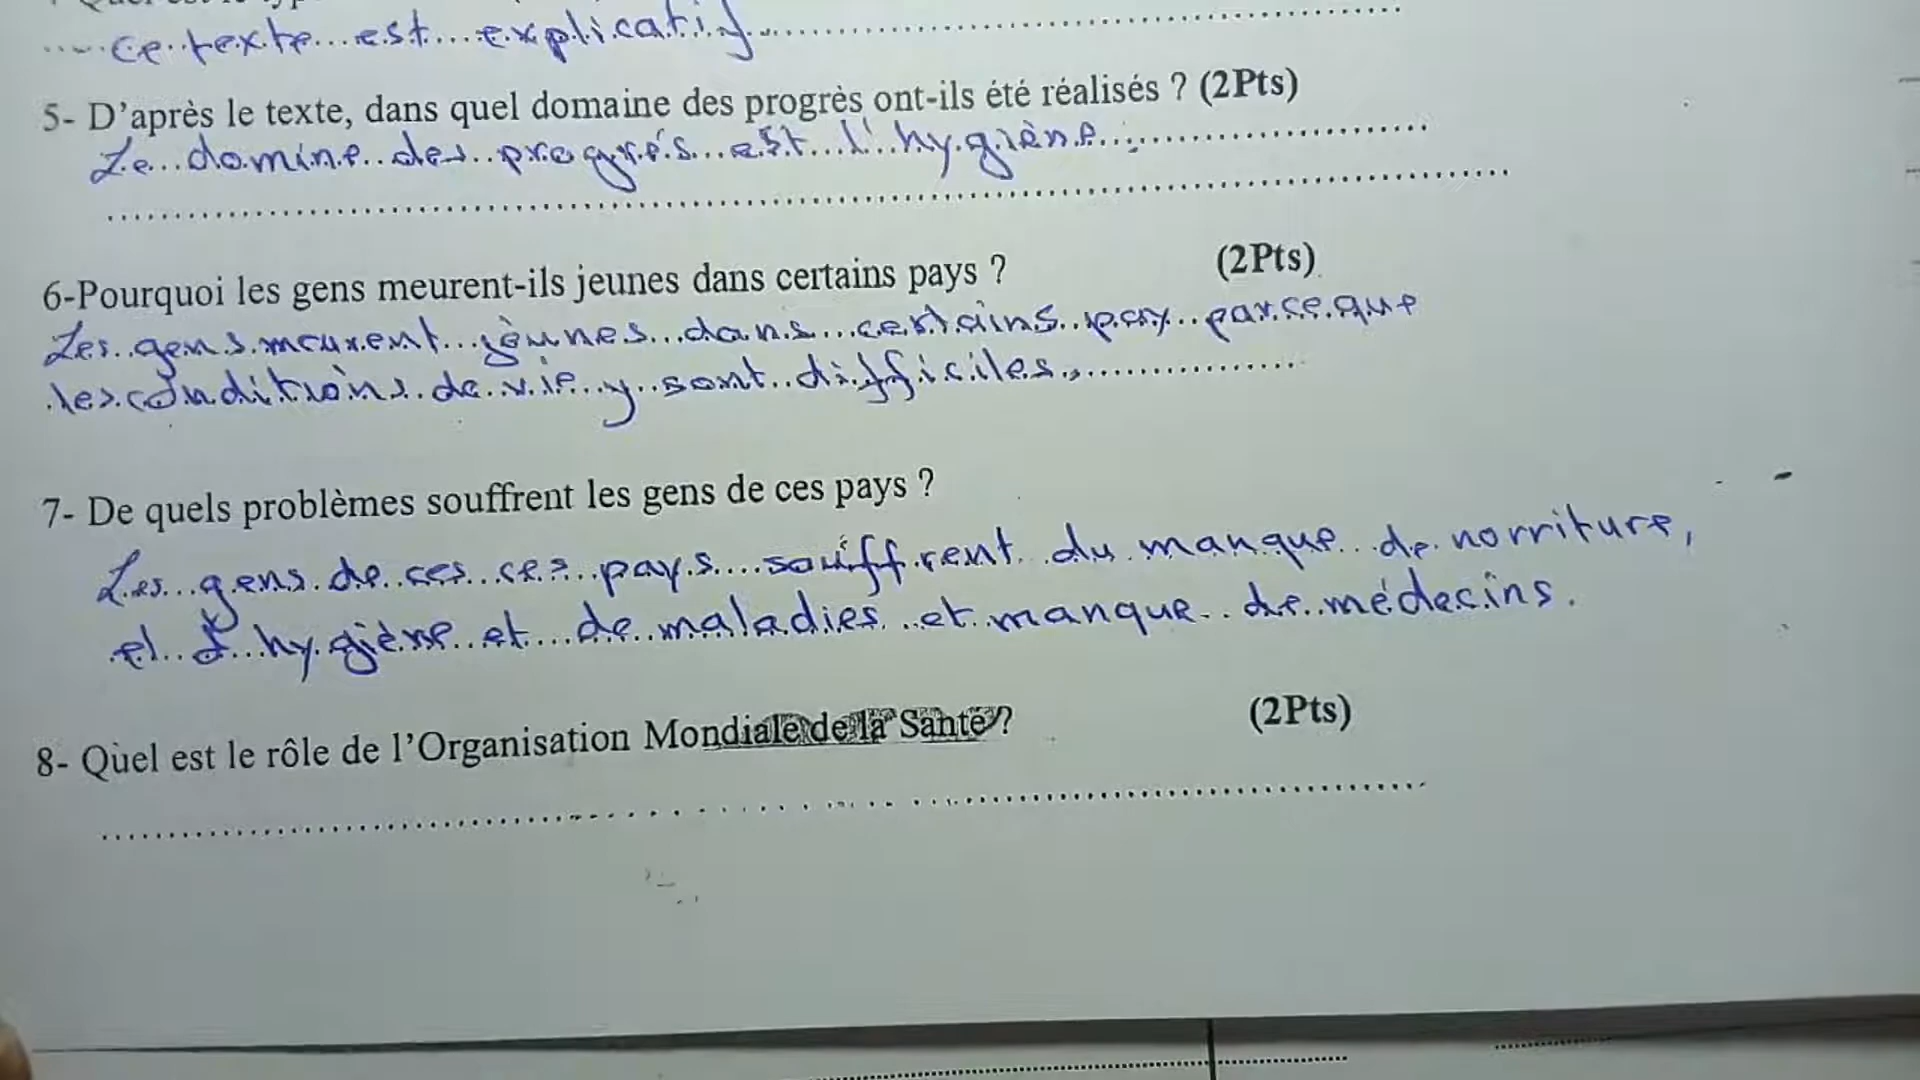 Ce texte est explicatif
5- D'après le texte, dans quel domaine des progrès ont-ils été réalisés ? (2Pts)
Le domine des progrés est l'hygiène
6-Pourquoi les gens meurent-ils jeunes dans certains pays ? (2Pts)
Les gens meurent jeunes dans certains pay parce que
les conditions de vie y sont difficiles
7- De quels problèmes souffrent les gens de ces pays ?
Les gens de ces ces pays souffrent du manque de norriture,
et d'hygiène et de maladies et manque de médecins.
8- Quel est le rôle de l'Organisation Mondiale de la Santé ? (2Pts)